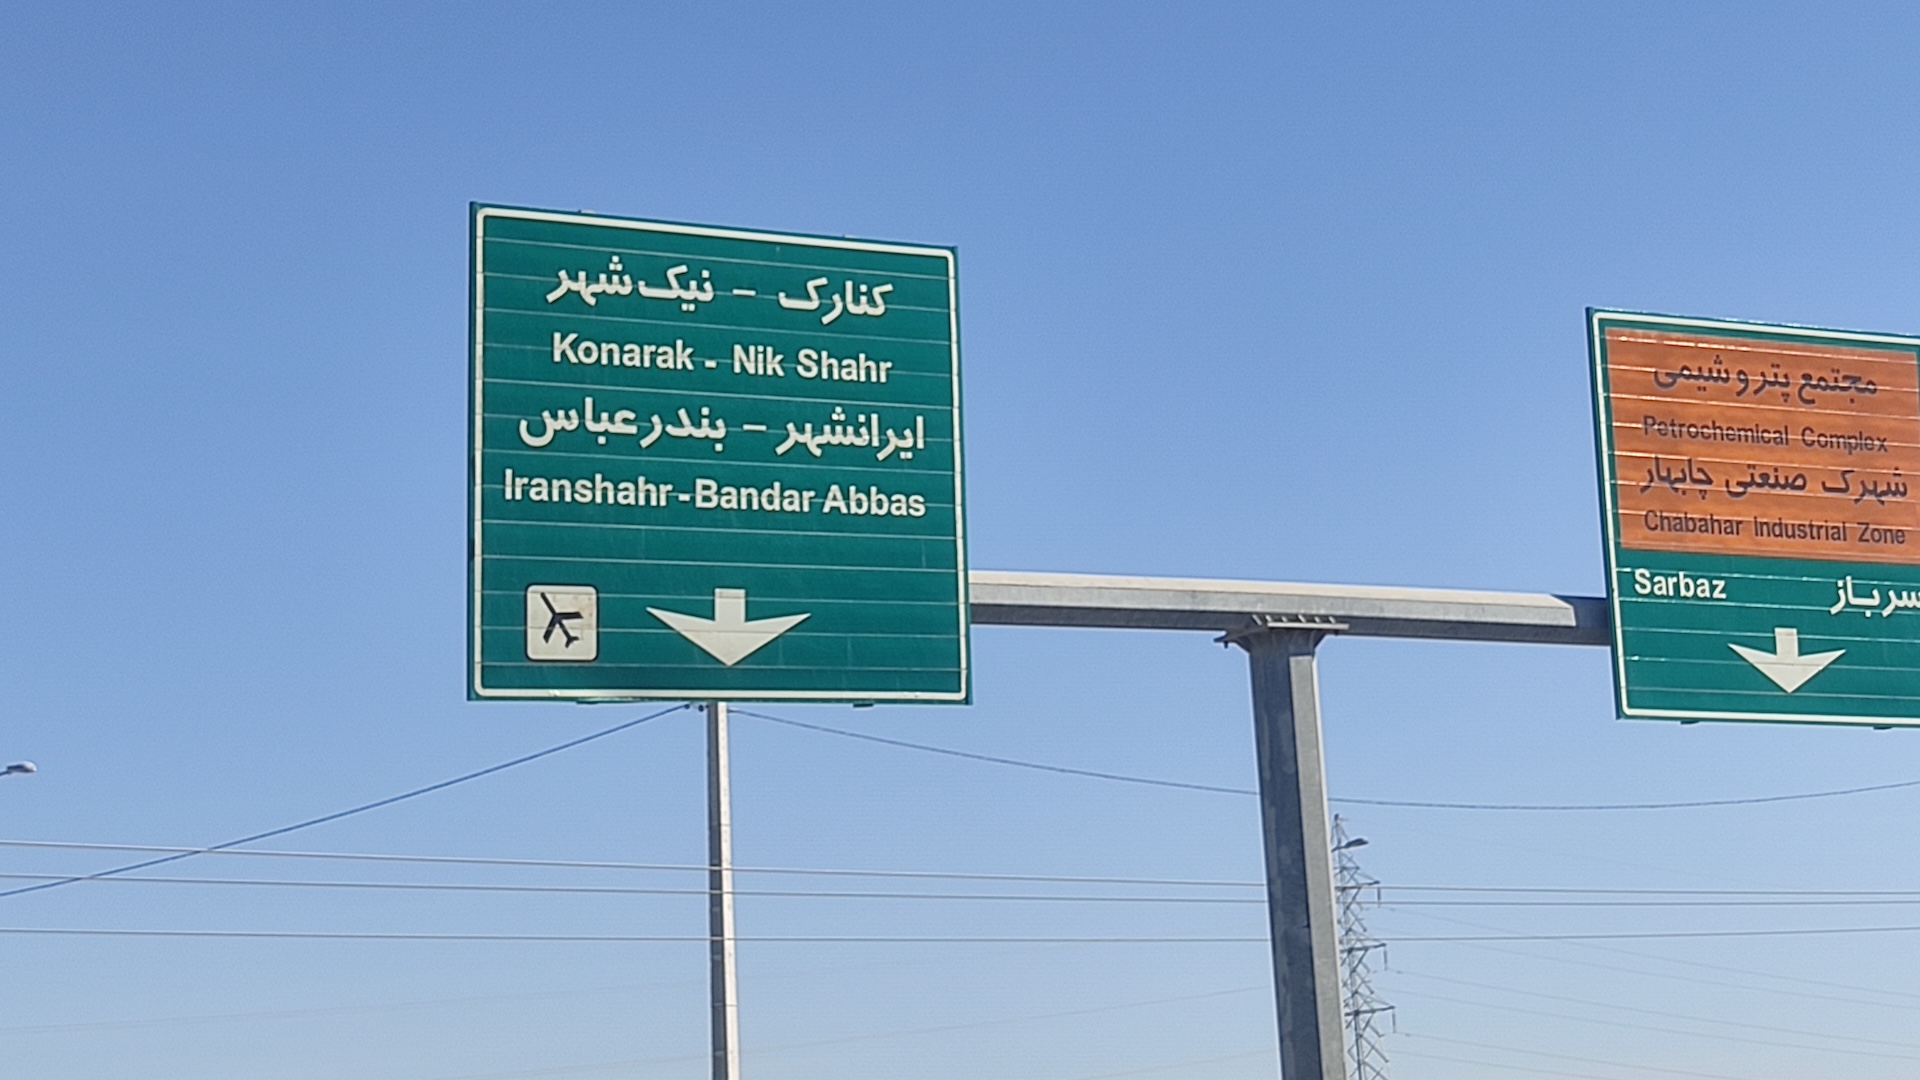 کنارک - نیک‌شهر
Konarak - Nik Shahr
ایرانشهر - بندرعباس
Iranshahr - Bandar Abbas
مجتمع پتروشیمی
Petrochemical Complex
شهرک صنعتی چابهار
Chabahar Industrial Zone
Sarbaz سرباز